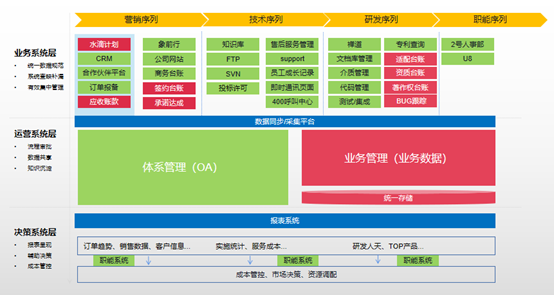 营销序列
技术序列
研发序列
职能序列
业务系统层
统一数据规范
系统重新补漏
有效集中管理
水滴计划
CRM
合作伙伴平台
订单报备
应收账款
象前行
公司网站
商务台账
签约台账
承诺达成
知识库
FTP
SVN
投标许可
售后服务管理
support
员工成长记录
即时通讯页面
400呼叫中心
禅道
文档库管理
介质管理
代码管理
测试/集成
专利查询
适配台账
资质台账
著作权台账
BUG跟踪
2号人事部
U8
数据同步/采集平台
运营系统层
流程审批
数据共享
知识沉淀
体系管理（OA）
业务管理（业务数据）
统一存储
报表系统
决策系统层
报表呈现
辅助决策
成本管控
订单趋势、销售数据、客户信息...
实施统计、服务成本...
研发人天、TOP产品...
职能系统
职能系统
职能系统
成本管控、市场决策、资源调配